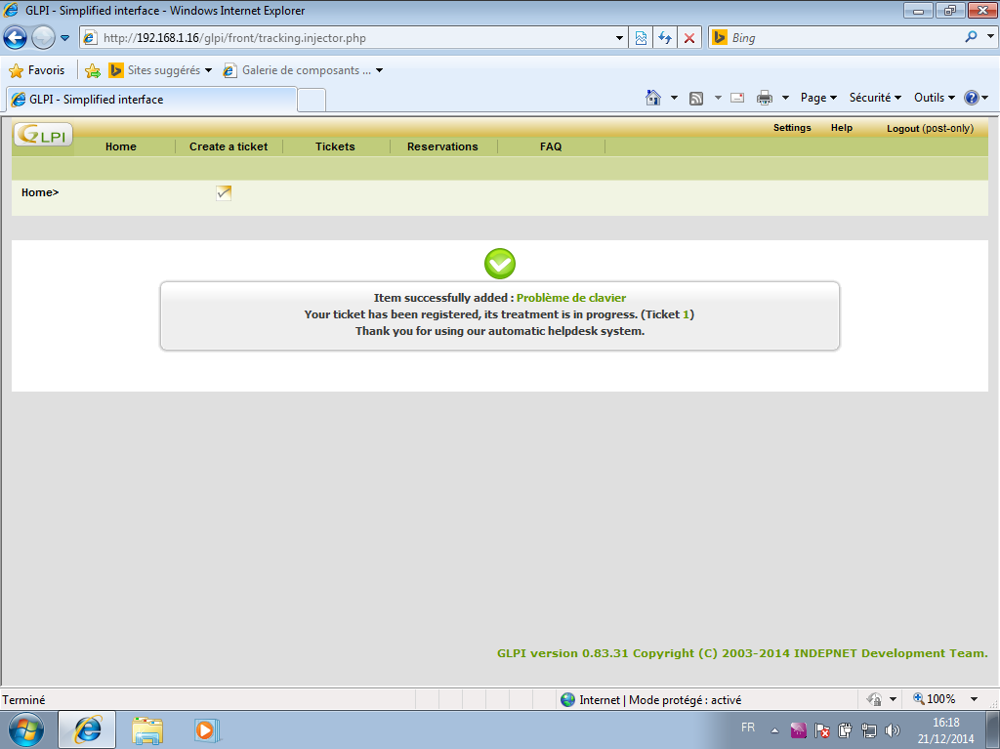 GLPI - Simplified interface - Windows Internet Explorer
http://192.168.1.16/glpi/front/tracking.injector.php
Bing
Favoris
Sites suggérés
Galerie de composants ...
GLPI - Simplified interface
Page
Sécurité
Outils
GLPI
Settings
Help
Logout (post-only)
Home
Create a ticket
Tickets
Reservations
FAQ
Home>
Item successfully added : Problème de clavier
Your ticket has been registered, its treatment is in progress. (Ticket 1)
Thank you for using our automatic helpdesk system.
GLPI version 0.83.31 Copyright (C) 2003-2014 INDEPNET Development Team.
Terminé
Internet | Mode protégé : activé
100%
FR
16:18
21/12/2014